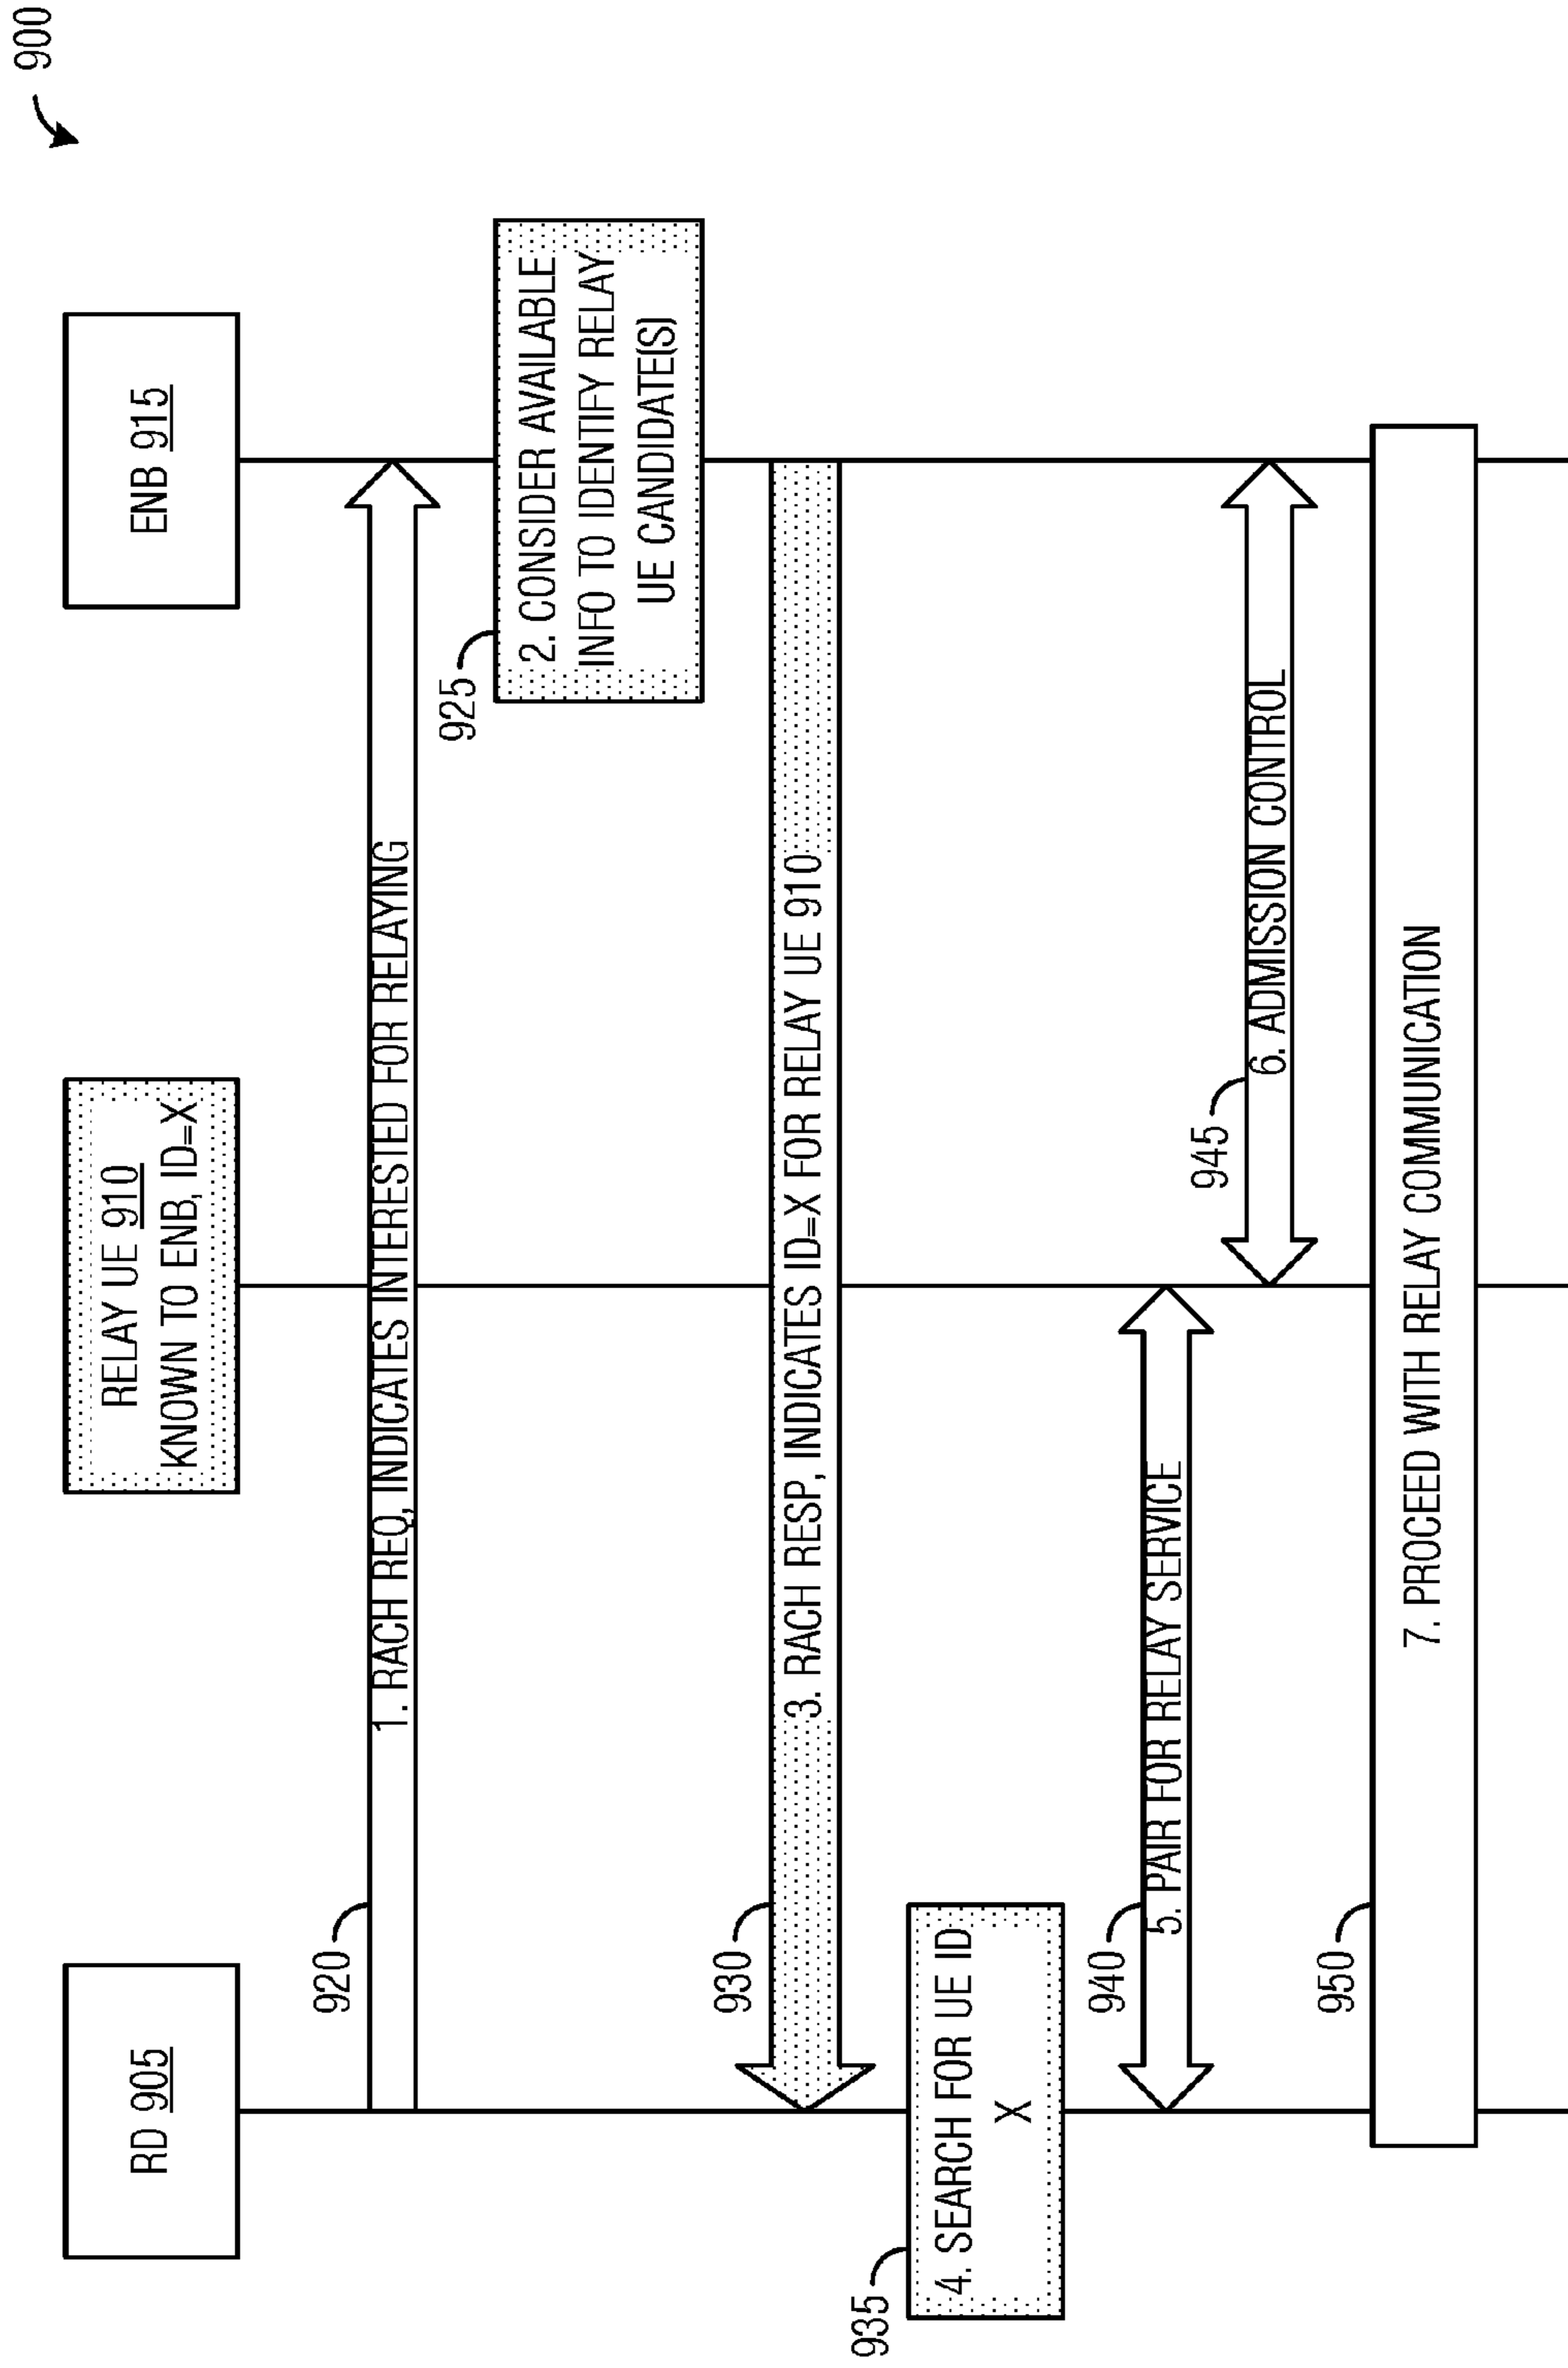 900
RD 905
RELAY UE 910
KNOWN TO ENB, ID=X
ENB 915
920
1. RACH REQ, INDICATES INTERESTED FOR RELAYING
925
2. CONSIDER AVAILABLE
INFO TO IDENTIFY RELAY
UE CANDIDATE(S)
930
3. RACH RESP, INDICATES ID=X FOR RELAY UE 910
935
4. SEARCH FOR UE ID
X
940
5. PAIR FOR RELAY SERVICE
945
6. ADMISSION CONTROL
950
7. PROCEED WITH RELAY COMMUNICATION